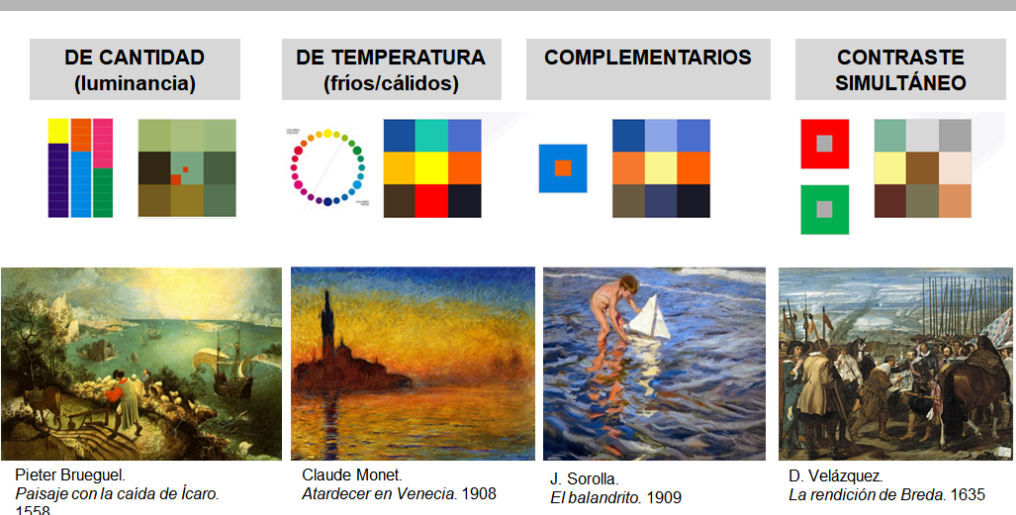 DE CANTIDAD
(luminancia)
DE TEMPERATURA
(fríos/cálidos)
COMPLEMENTARIOS
CONTRASTE
SIMULTÁNEO
Pieter Brueguel.
Paisaje con la caída de Ícaro.
1558
Claude Monet.
Atardecer en Venecia. 1908
J. Sorolla.
El balandrito. 1909
D. Velázquez.
La rendición de Breda. 1635